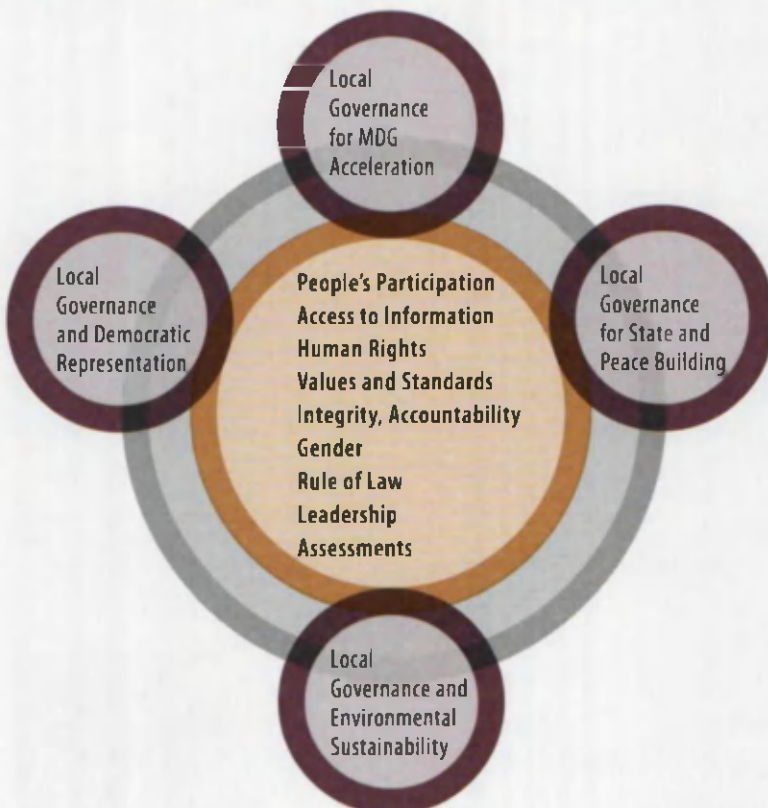 Local
Governance
for MDG
Acceleration
Local
Governance
and Democratic
Representation
People's Participation
Access to Information
Human Rights
Values and Standards
Integrity, Accountability
Gender
Rule of Law
Leadership
Assessments
Local
Governance
for State and
Peace Building
Local
Governance and
Environmental
Sustainability